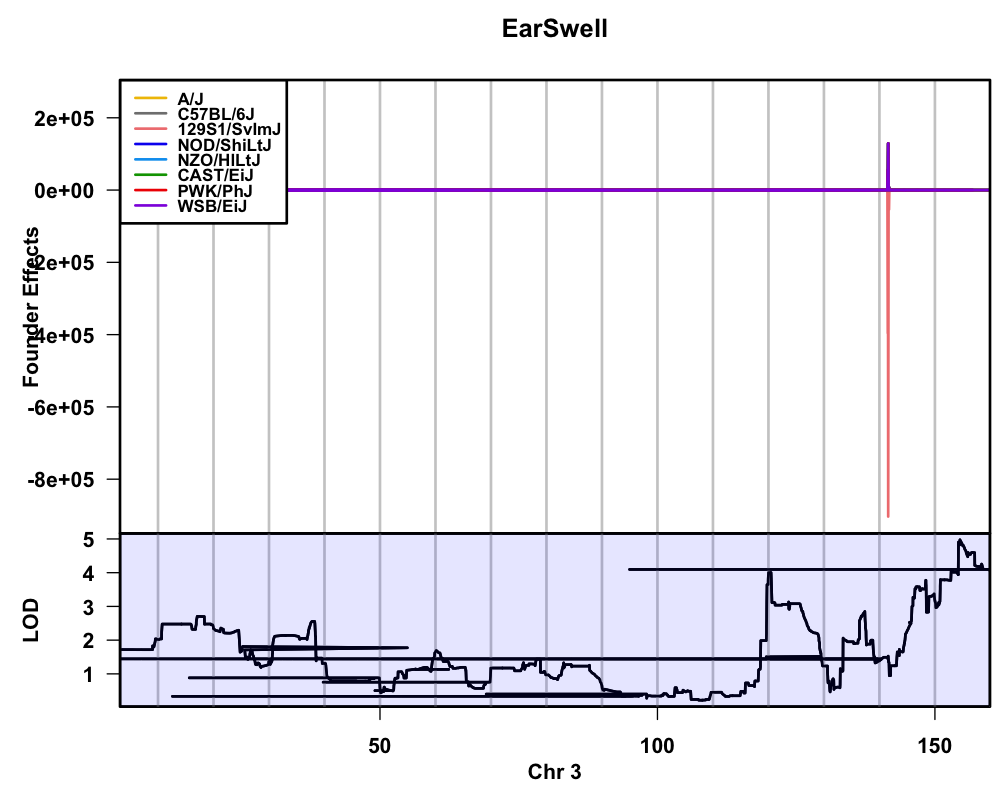 EarSwell
A/J
C57BL/6J
129S1/SvImJ
NOD/ShiLtJ
NZO/HlLtJ
CAST/EiJ
PWK/PhJ
WSB/EiJ
2e+05
0e+00
-2e+05
-4e+05
-6e+05
-8e+05
Founder Effects
5
4
3
2
1
LOD
50
100
150
Chr 3